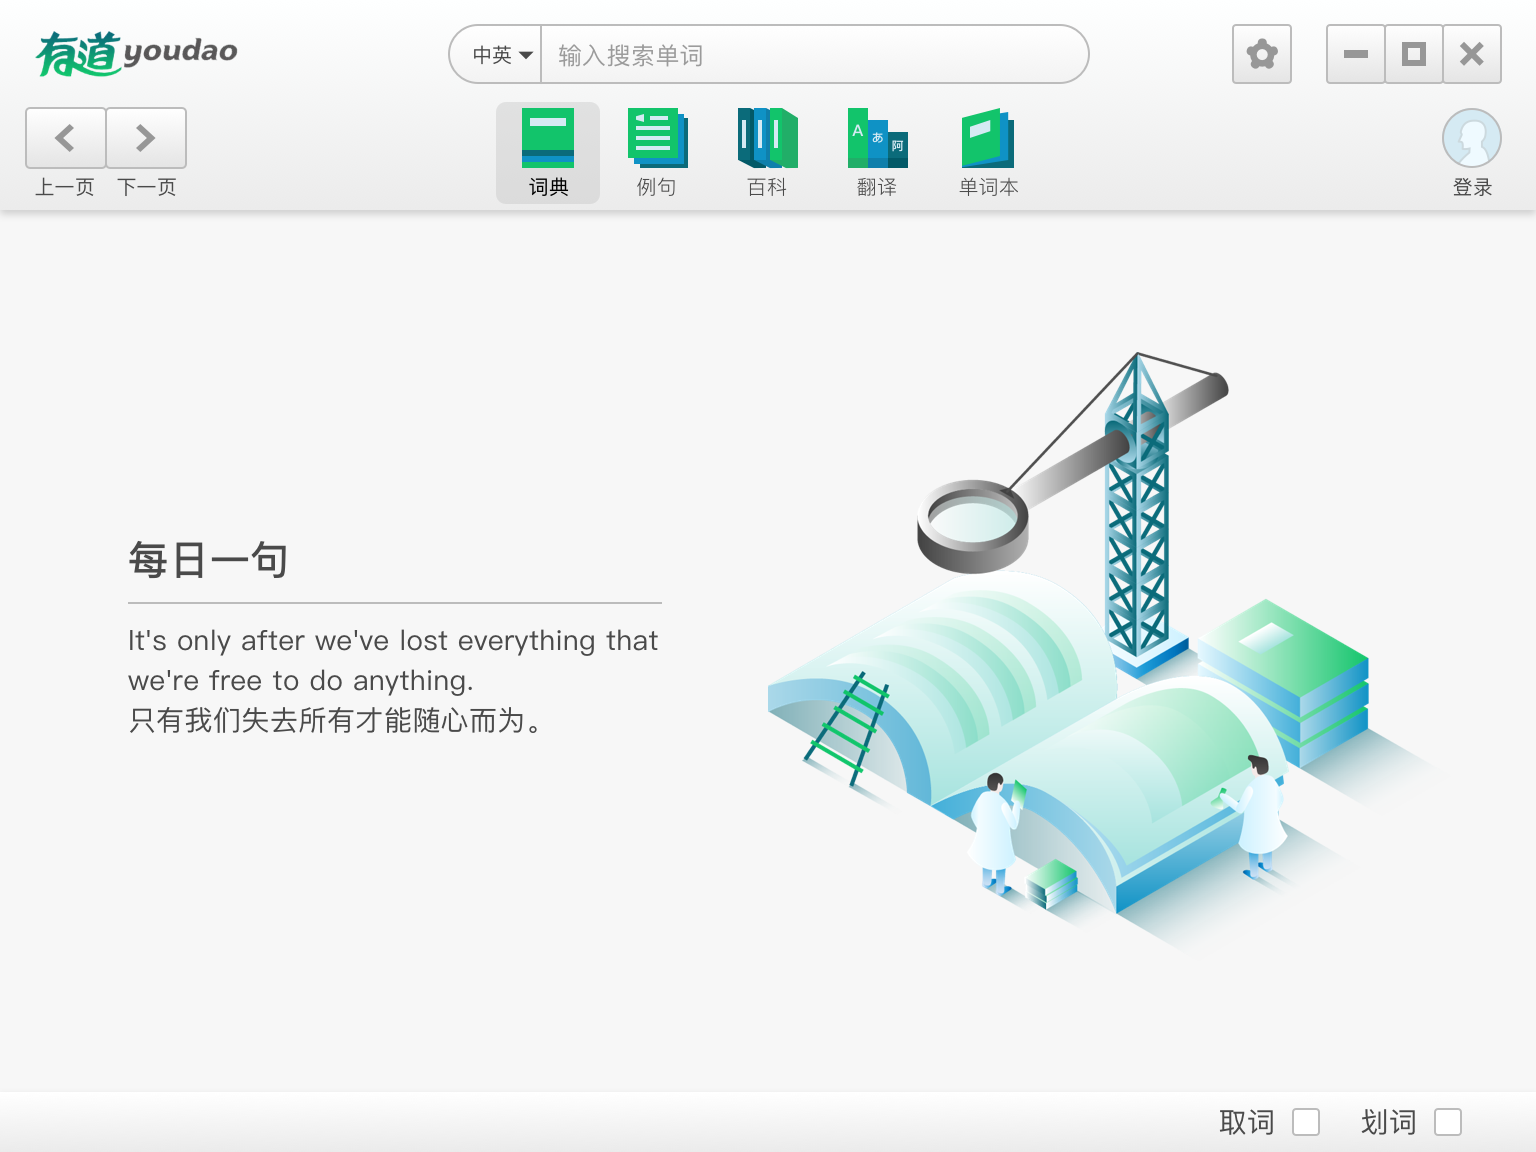 有道 youdao
中英 输入搜索单词
A あ 阿
上一页 下一页 词典 例句 百科 翻译 单词本 登录
每日一句
It's only after we've lost everything that
we're free to do anything.
只有我们失去所有才能随心而为。
取词 划词